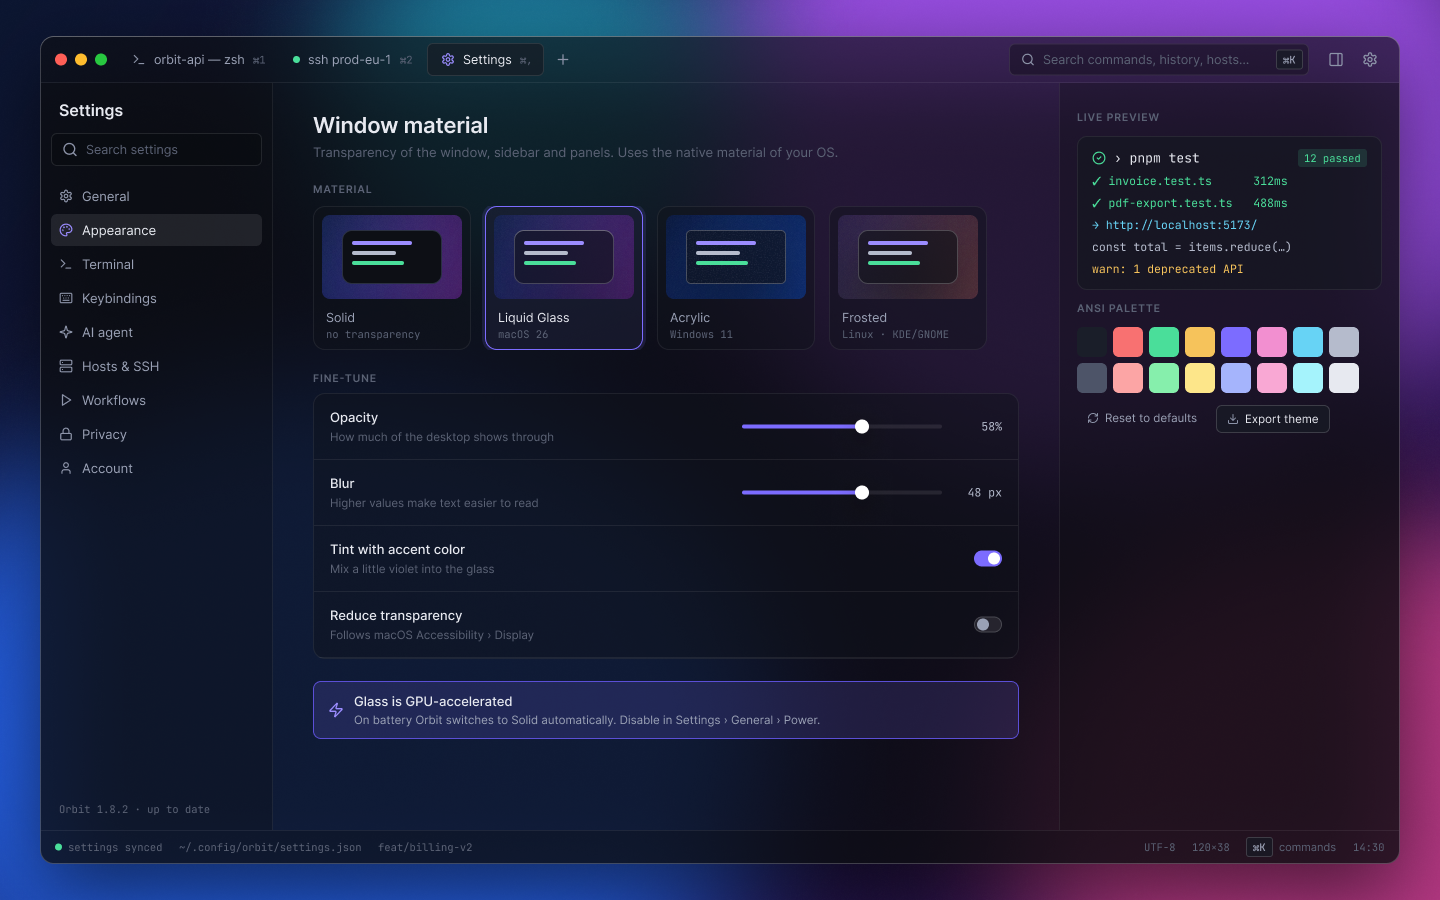 orbit-api — zsh ⌘1
ssh prod-eu-1 ⌘2
Settings ⌘,
Search commands, history, hosts... ⌘K
Settings
Search settings
General
Appearance
Terminal
Keybindings
AI agent
Hosts & SSH
Workflows
Privacy
Account
Orbit 1.8.2 · up to date
Window material
Transparency of the window, sidebar and panels. Uses the native material of your OS.
MATERIAL
Solid
no transparency
Liquid Glass
macOS 26
Acrylic
Windows 11
Frosted
Linux · KDE/GNOME
FINE-TUNE
Opacity
How much of the desktop shows through
58%
Blur
Higher values make text easier to read
48 px
Tint with accent color
Mix a little violet into the glass
Reduce transparency
Follows macOS Accessibility › Display
Glass is GPU-accelerated
On battery Orbit switches to Solid automatically. Disable in Settings › General › Power.
LIVE PREVIEW
› pnpm test 12 passed
✓ invoice.test.ts 312ms
✓ pdf-export.test.ts 488ms
→ http://localhost:5173/
const total = items.reduce(…)
warn: 1 deprecated API
ANSI PALETTE
Reset to defaults
Export theme
settings synced ~/.config/orbit/settings.json feat/billing-v2
UTF-8 120×38 ⌘K commands 14:30